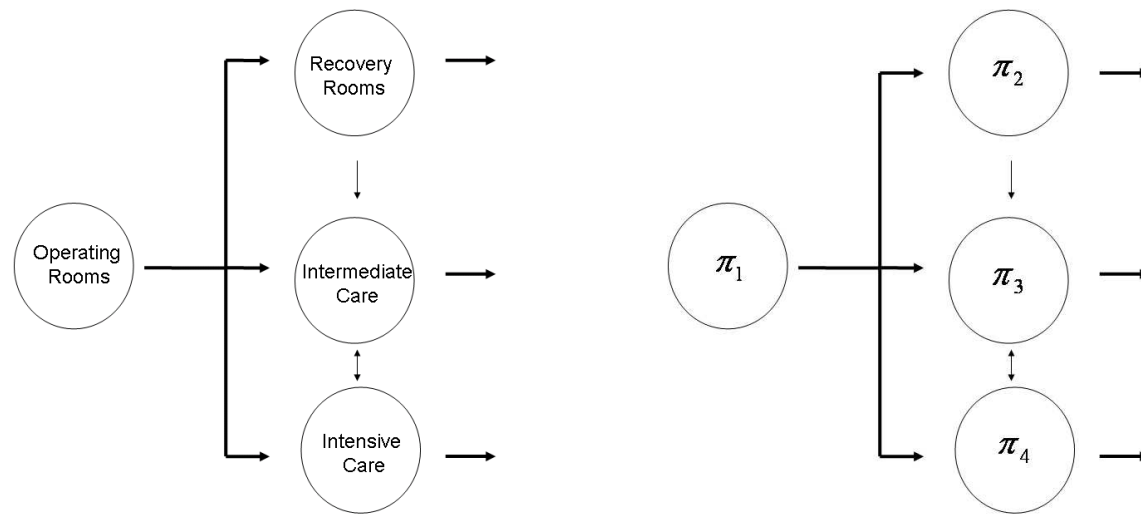 Recovery
Rooms
Operating
Rooms
Intermediate
Care
Intensive
Care
π₂
π₁
π₃
π₄